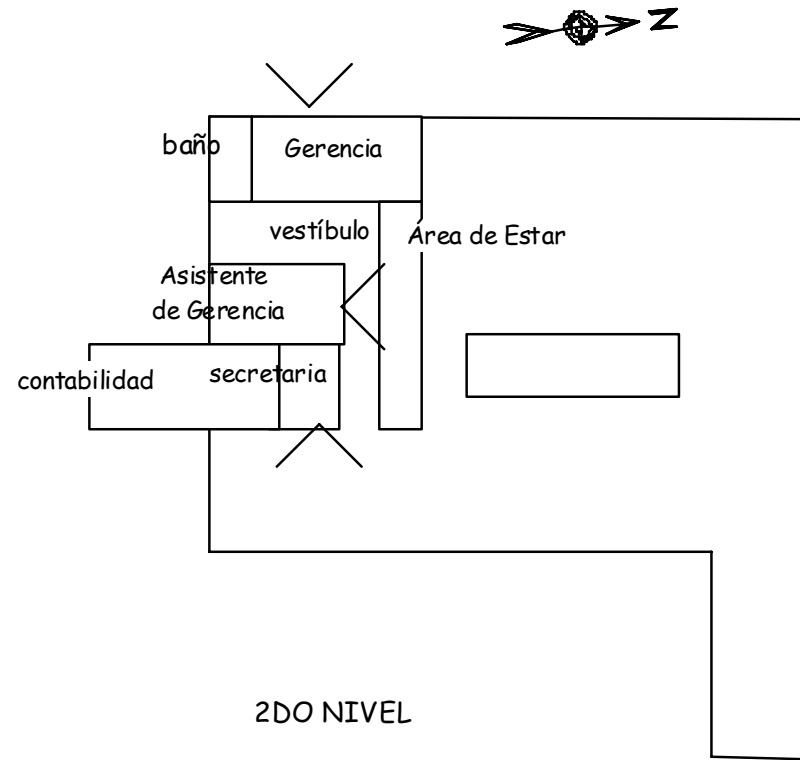 N
baño
Gerencia
vestíbulo
Área de Estar
Asistente
de Gerencia
contabilidad
secretaria
2DO NIVEL